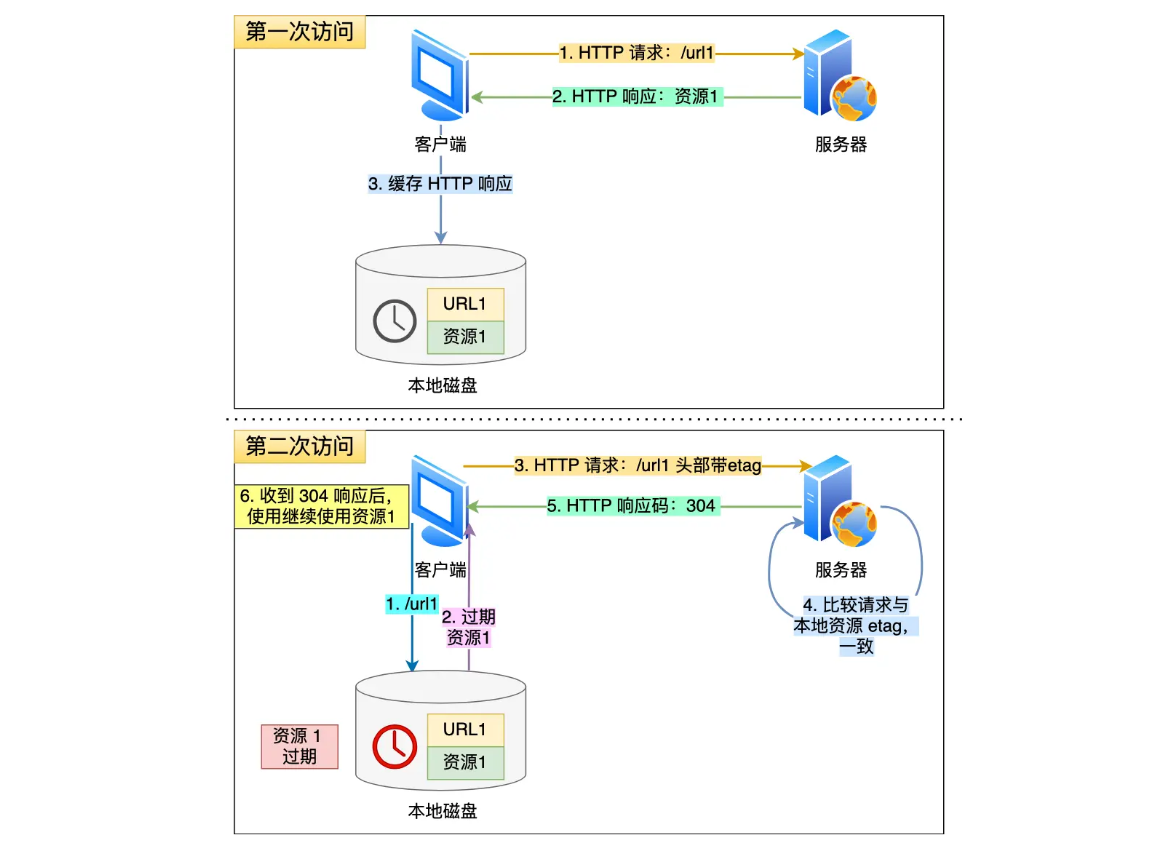 第一次访问
1. HTTP 请求：/url1
2. HTTP 响应：资源1
客户端
服务器
3. 缓存 HTTP 响应
URL1
资源1
本地磁盘
第二次访问
3. HTTP 请求：/url1 头部带etag
6. 收到 304 响应后，
使用继续使用资源1
5. HTTP 响应码：304
客户端
服务器
1. /url1
2. 过期
资源1
4. 比较请求与
本地资源 etag，
一致
资源 1
过期
URL1
资源1
本地磁盘